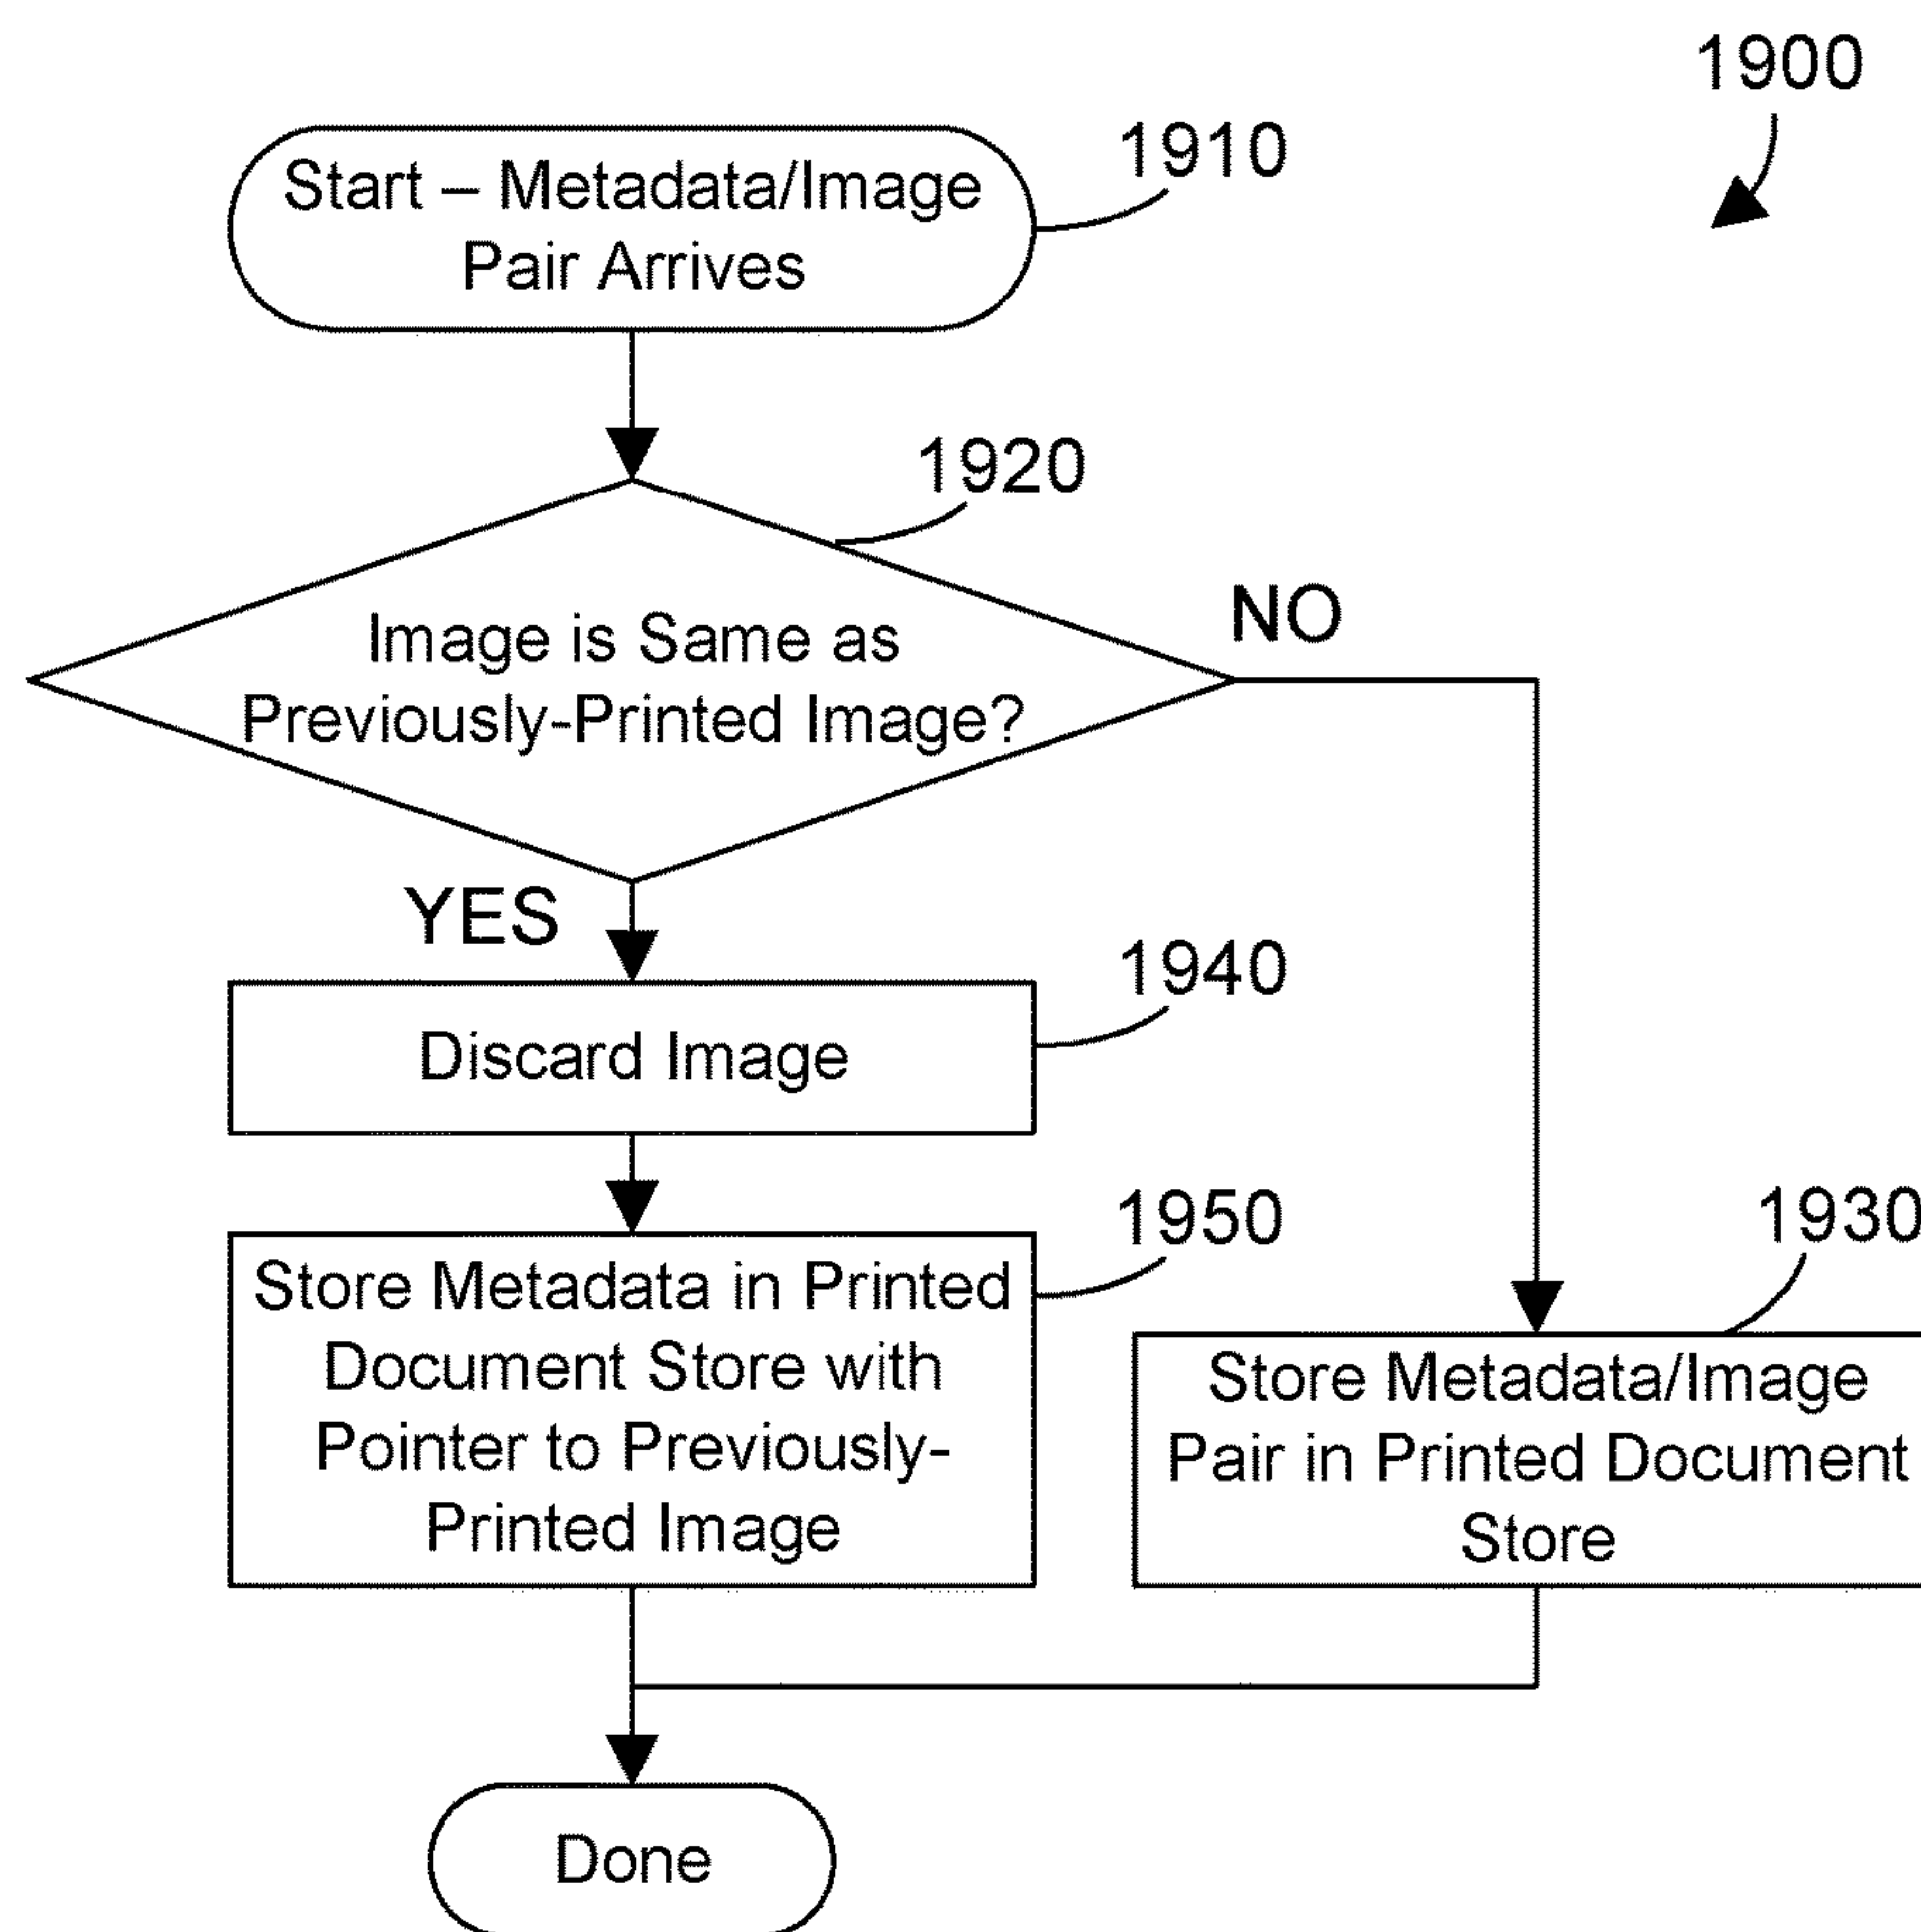 1900
Start – Metadata/Image
Pair Arrives
1910
1920
Image is Same as
Previously-Printed Image?
NO
YES
1940
Discard Image
1950
Store Metadata in Printed
Document Store with
Pointer to Previously-
Printed Image
1930
Store Metadata/Image
Pair in Printed Document
Store
Done